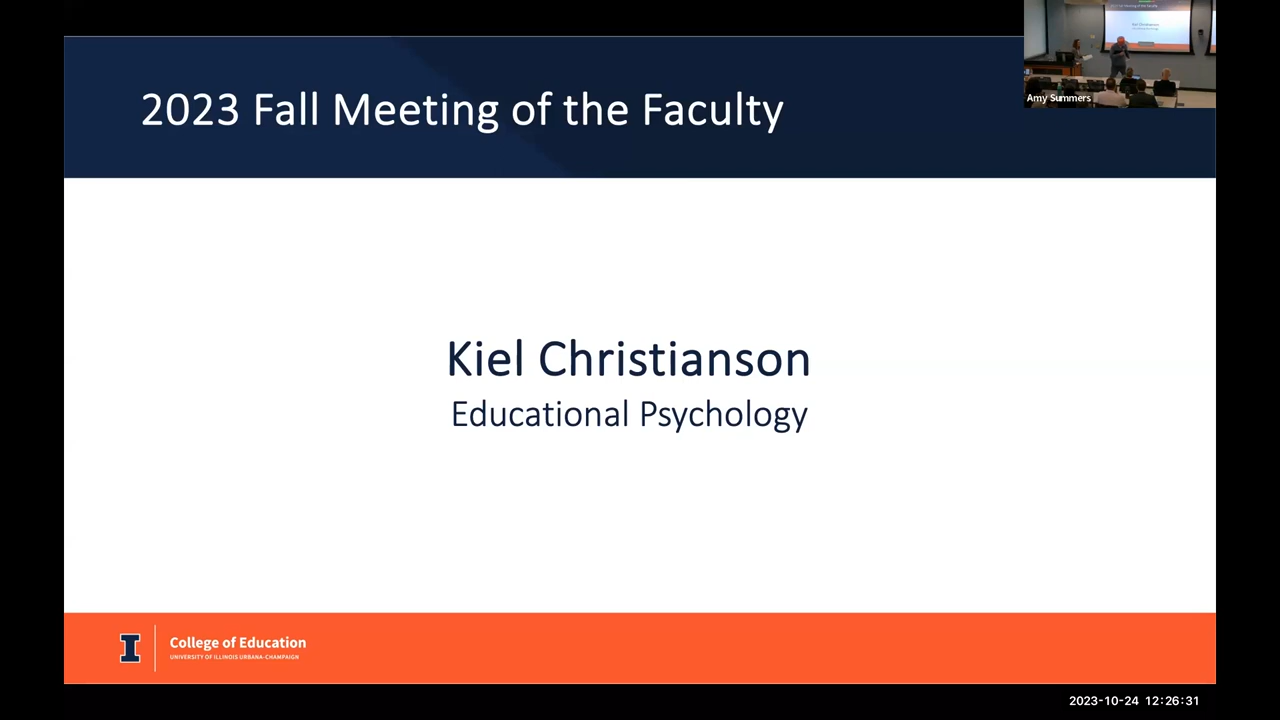 2023 Fall Meeting of the Faculty
Amy Summers
Kiel Christianson
Educational Psychology
I
College of Education
UNIVERSITY OF ILLINOIS URBANA-CHAMPAIGN
2023-10-24 12:26:31